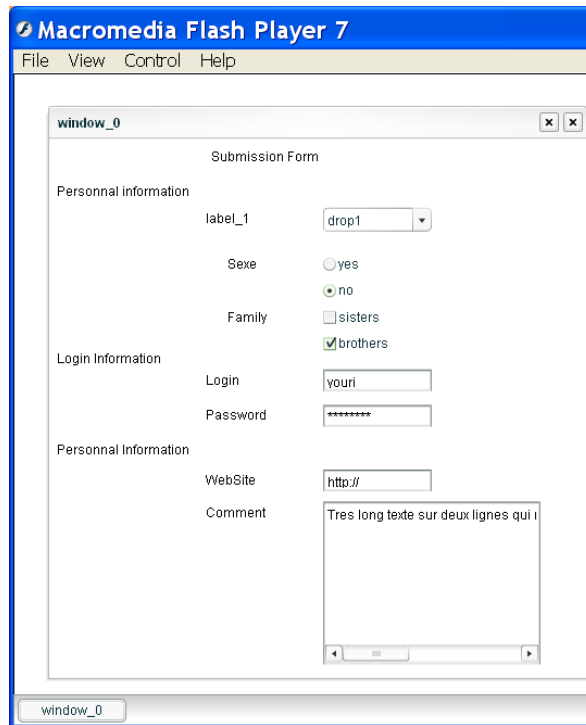 Macromedia Flash Player 7
File View Control Help
window_0
Submission Form
Personnal information
label_1 drop1
Sexe yes
no
Family sisters
brothers
Login Information
Login youri
Password ********
Personnal Information
WebSite http://
Comment Tres long texte sur deux lignes qui
window_0